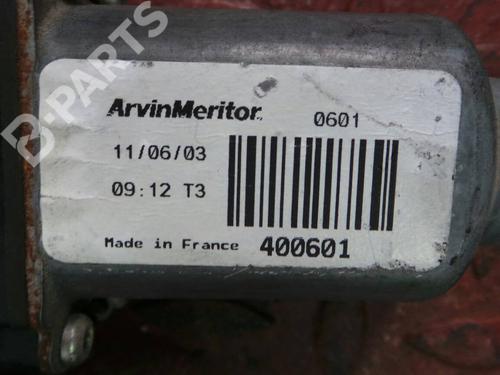 B-PARTS
ArvinMeritor 0601
11/06/03
09:12 T3
Made in France 400601